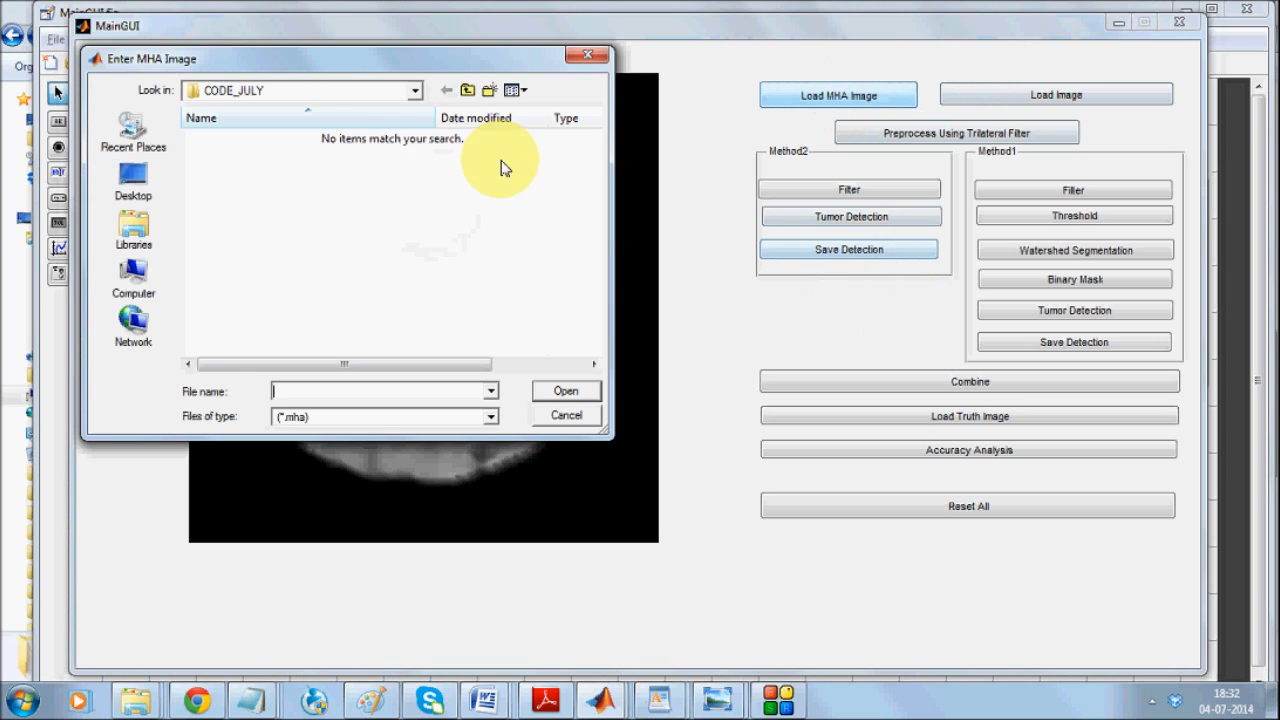 MainGUI
File
Org
Enter MHA Image
Look in: CODE_JULY
Name Date modified Type
No items match your search.
Recent Places
Desktop
Libraries
Computer
Network
File name: Open
Files of type: (*.mha) Cancel
Load MHA Image Load Image
Preprocess Using Trilateral Filter
Method2 Method1
Filter Filter
Tumor Detection Threshold
Save Detection Watershed Segmentation
Binary Mask
Tumor Detection
Save Detection
Combine
Load Truth Image
Accuracy Analysis
Reset All
18:32
04-07-2014